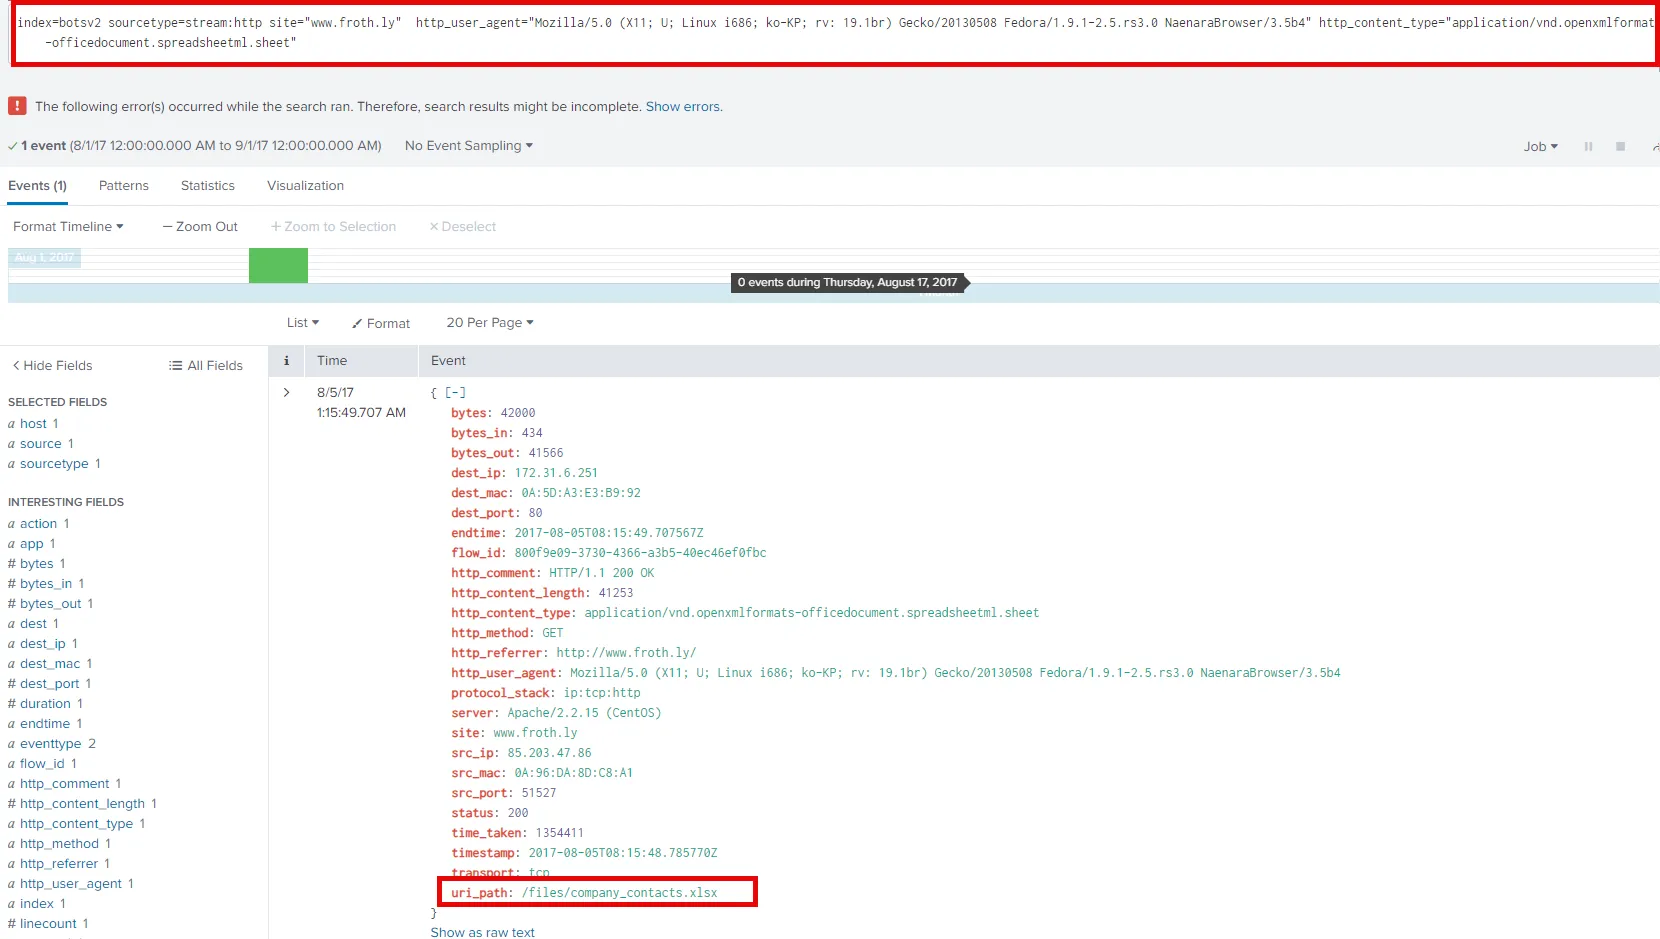 index=botsv2 sourcetype=stream:http site="www.froth.ly"  http_user_agent="Mozilla/5.0 (X11; U; Linux i686; ko-KP; rv: 19.1br) Gecko/20130508 Fedora/1.9.1-2.5.rs3.0 NaenaraBrowser/3.5b4" http_content_type="application/vnd.openxmlformat
-officedocument.spreadsheetml.sheet"
The following error(s) occurred while the search ran. Therefore, search results might be incomplete. Show errors.
1 event (8/1/17 12:00:00.000 AM to 9/1/17 12:00:00.000 AM) No Event Sampling
Job
Events (1) Patterns Statistics Visualization
Format Timeline — Zoom Out + Zoom to Selection × Deselect
Aug 1, 2017
0 events during Thursday, August 17, 2017
List Format 20 Per Page
< Hide Fields All Fields
i Time Event
SELECTED FIELDS
a host 1
a source 1
a sourcetype 1
INTERESTING FIELDS
a action 1
a app 1
# bytes 1
# bytes_in 1
# bytes_out 1
a dest 1
a dest_ip 1
a dest_mac 1
# dest_port 1
# duration 1
a endtime 1
a eventtype 2
a flow_id 1
a http_comment 1
# http_content_length 1
a http_content_type 1
a http_method 1
a http_referrer 1
a http_user_agent 1
a index 1
# linecount 1
> 8/5/17
1:15:49.707 AM
{ [-]
bytes: 42000
bytes_in: 434
bytes_out: 41566
dest_ip: 172.31.6.251
dest_mac: 0A:5D:A3:E3:B9:92
dest_port: 80
endtime: 2017-08-05T08:15:49.707567Z
flow_id: 800f9e09-3730-4366-a3b5-40ec46ef0fbc
http_comment: HTTP/1.1 200 OK
http_content_length: 41253
http_content_type: application/vnd.openxmlformats-officedocument.spreadsheetml.sheet
http_method: GET
http_referrer: http://www.froth.ly/
http_user_agent: Mozilla/5.0 (X11; U; Linux i686; ko-KP; rv: 19.1br) Gecko/20130508 Fedora/1.9.1-2.5.rs3.0 NaenaraBrowser/3.5b4
protocol_stack: ip:tcp:http
server: Apache/2.2.15 (CentOS)
site: www.froth.ly
src_ip: 85.203.47.86
src_mac: 0A:96:DA:8D:C8:A1
src_port: 51527
status: 200
time_taken: 1354411
timestamp: 2017-08-05T08:15:48.785770Z
transport: tcp
uri_path: /files/company_contacts.xlsx
}
Show as raw text